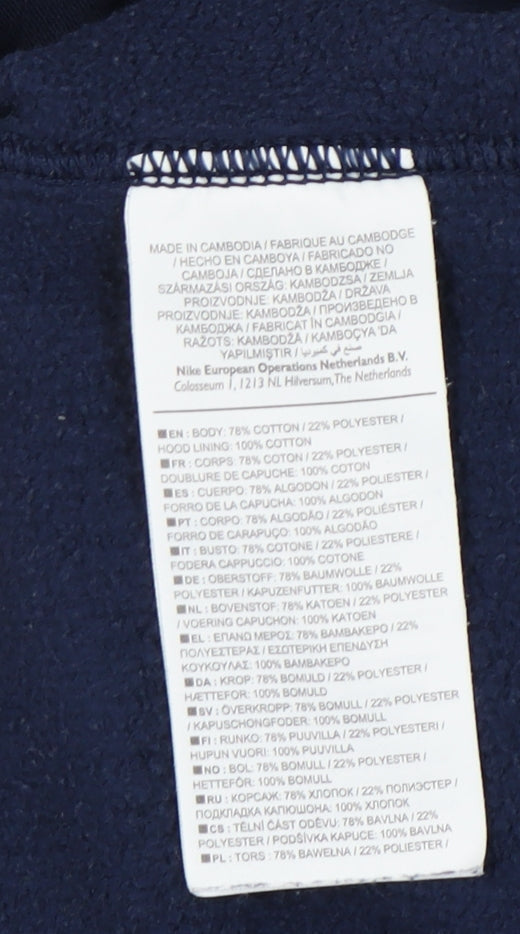 MADE IN CAMBODIA / FABRIQUE AU CAMBODGE
/ HECHO EN CAMBOYA / FABRICADO NO
CAMBOJA / СДЕЛАНО В КАМБОДЖЕ /
SZÁRMAZÁSI ORSZÁG: KAMBODZSA / ZEMLJA
PROIZVODNJE: KAMBODŽA / DRŽAVA
PROIZVODNJE: KAMBODŽA / ПРОИЗВЕДЕНО В
КАМБОДЖА / FABRICAT ÎN CAMBODGIA /
RAŽOTS: KAMBODŽA / KAMBOÇYA 'DA
YAPILMIŞTIR / صنع في كمبوديا
Nike European Operations Netherlands B.V.
Colosseum 1, 1213 NL Hilversum, The Netherlands
EN : BODY: 78% COTTON / 22% POLYESTER /
HOOD LINING: 100% COTTON
FR : CORPS: 78% COTON / 22% POLYESTER /
DOUBLURE DE CAPUCHE: 100% COTON
ES : CUERPO: 78% ALGODON / 22% POLIESTER /
FORRO DE LA CAPUCHA: 100% ALGODON
PT : CORPO: 78% ALGODÃO / 22% POLIÉSTER /
FORRO DE CARAPUÇO: 100% ALGODÃO
IT : BUSTO: 78% COTONE / 22% POLIESTERE /
FODERA CAPPUCCIO: 100% COTONE
DE : OBERSTOFF: 78% BAUMWOLLE / 22%
POLYESTER / KAPUZENFUTTER: 100% BAUMWOLLE
NL : BOVENSTOF: 78% KATOEN / 22% POLYESTER
/ VOERING CAPUCHON: 100% KATOEN
EL : ΕΠΑΝΩ ΜΕΡΟΣ: 78% ΒΑΜΒΑΚΕΡΟ / 22%
ΠΟΛΥΕΣΤΕΡΑΣ / ΕΣΩΤΕΡΙΚΗ ΕΠΕΝΔΥΣΗ
ΚΟΥΚΟΥΛΑΣ: 100% ΒΑΜΒΑΚΕΡΟ
DA : KROP: 78% BOMULD / 22% POLYESTER /
HÆTTEFOR: 100% BOMULD
SV : ÖVERKROPP: 78% BOMULL / 22% POLYESTER
/ KAPUSCHONGFODER: 100% BOMULL
FI : RUNKO: 78% PUUVILLA / 22% POLYESTERI /
HUPUN VUORI: 100% PUUVILLA
NO : BOL: 78% BOMULL / 22% POLYESTER /
HETTEFÔR: 100% BOMULL
RU : КОРСАЖ: 78% ХЛОПОК / 22% ПОЛИЭСТЕР /
ПОДКЛАДКА КАПЮШОНА: 100% ХЛОПОК
CS : TĚLNÍ ČÁST ODĚVU: 78% BAVLNA / 22%
POLYESTER / PODŠÍVKA KAPUCE: 100% BAVLNA
PL : TORS : 78% BAWEŁNA / 22% POLIESTER /